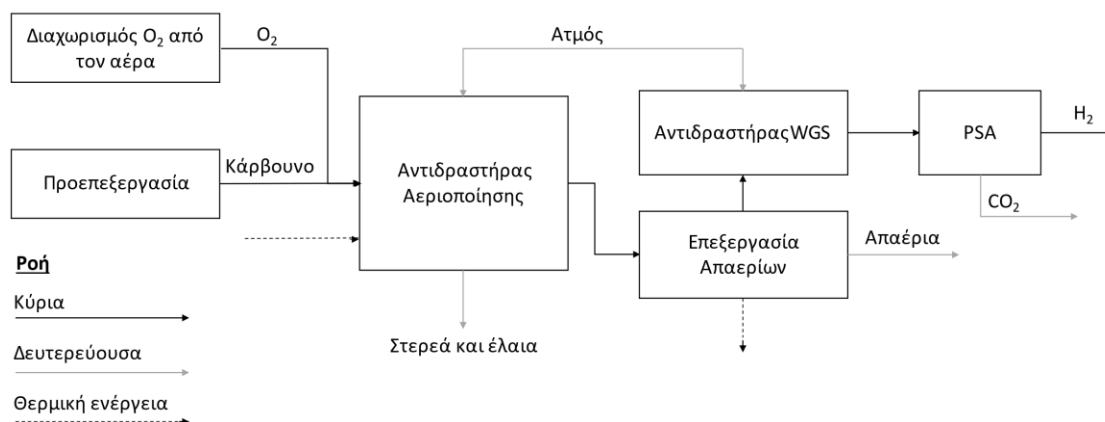 Διαχωρισμός O₂ από
τον αέρα
O₂
Ατμός
Προεπεξεργασία
Κάρβουνο
Αντιδραστήρας
Αεριοποίησης
Αντιδραστήρας WGS
PSA
H₂
CO₂
Επεξεργασία
Απαερίων
Απαέρια
Στερεά και έλαια
Ροή
Κύρια
Δευτερεύουσα
Θερμική ενέργεια